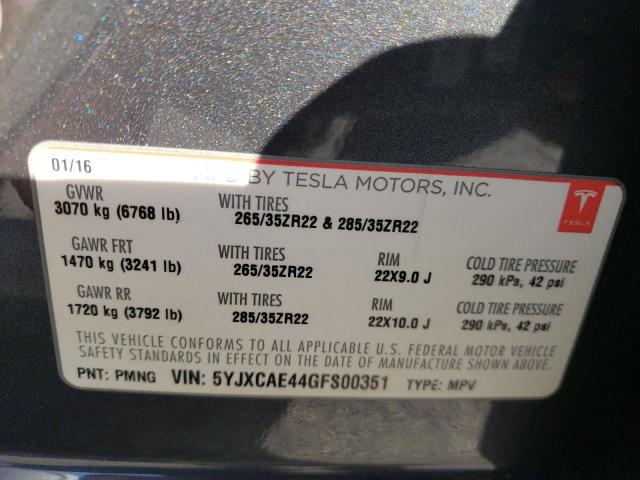 01/16 MFD BY TESLA MOTORS, INC.
GVWR WITH TIRES
3070 kg (6768 lb) 265/35ZR22 & 285/35ZR22
TESLA
GAWR FRT WITH TIRES RIM COLD TIRE PRESSURE
1470 kg (3241 lb) 265/35ZR22 22X9.0 J 290 kPa, 42 psi
GAWR RR WITH TIRES RIM COLD TIRE PRESSURE
1720 kg (3792 lb) 285/35ZR22 22X10.0 J 290 kPa, 42 psi
THIS VEHICLE CONFORMS TO ALL APPLICABLE U.S. FEDERAL MOTOR VEHICLE
SAFETY STANDARDS IN EFFECT ON THE DATE OF MANUFACTURE SHOWN ABOVE.
PNT: PMNG VIN: 5YJXCAE44GFS00351 TYPE: MPV